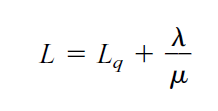 L = L_q + λ/μ